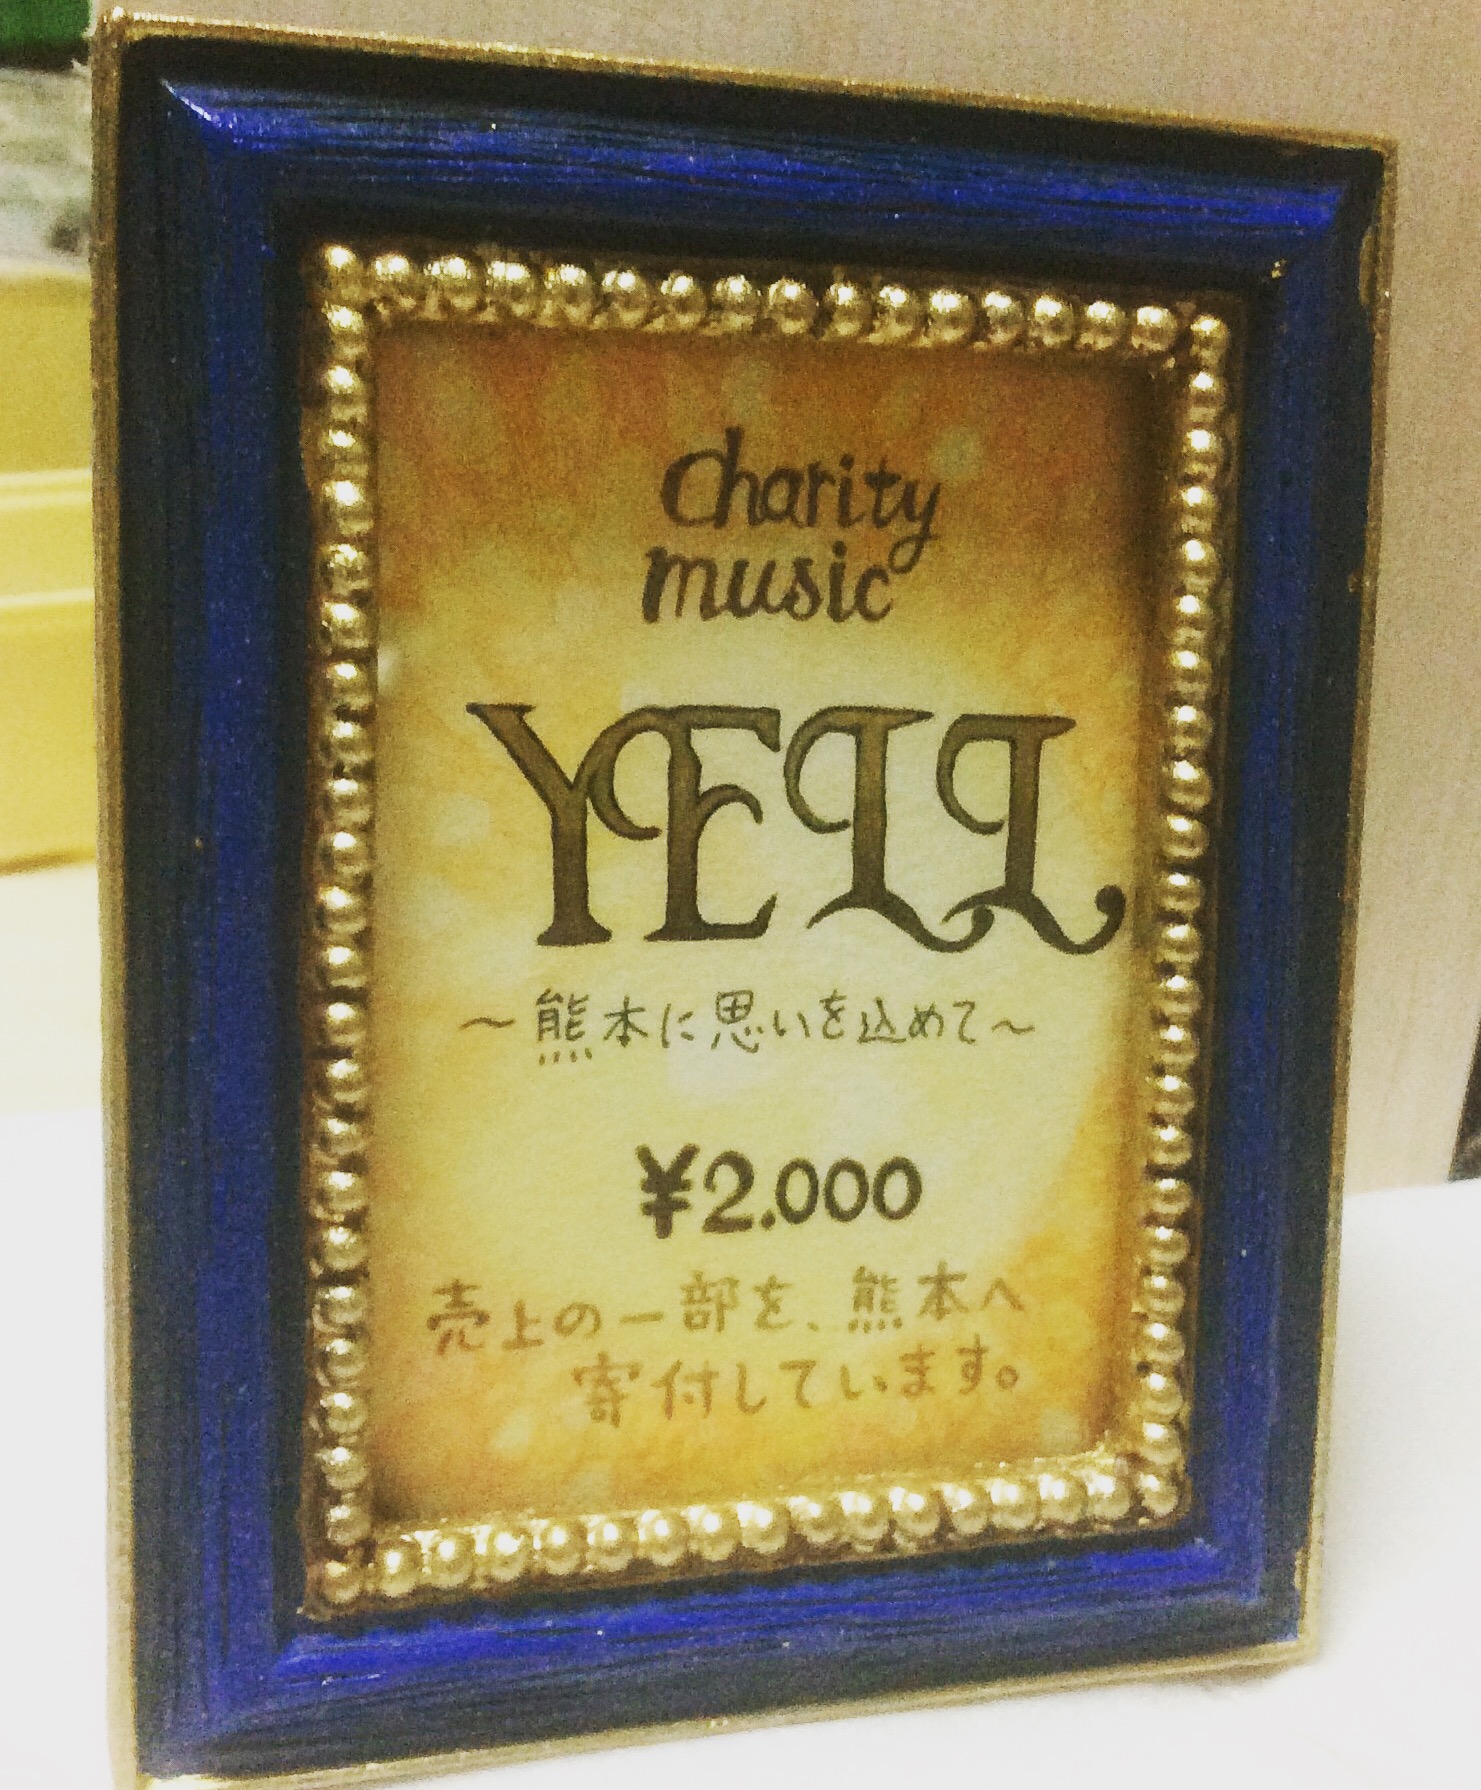 charity
music
YELL
～熊本に思いを込めて～
¥2.000
売上の一部を、熊本へ
寄付しています。